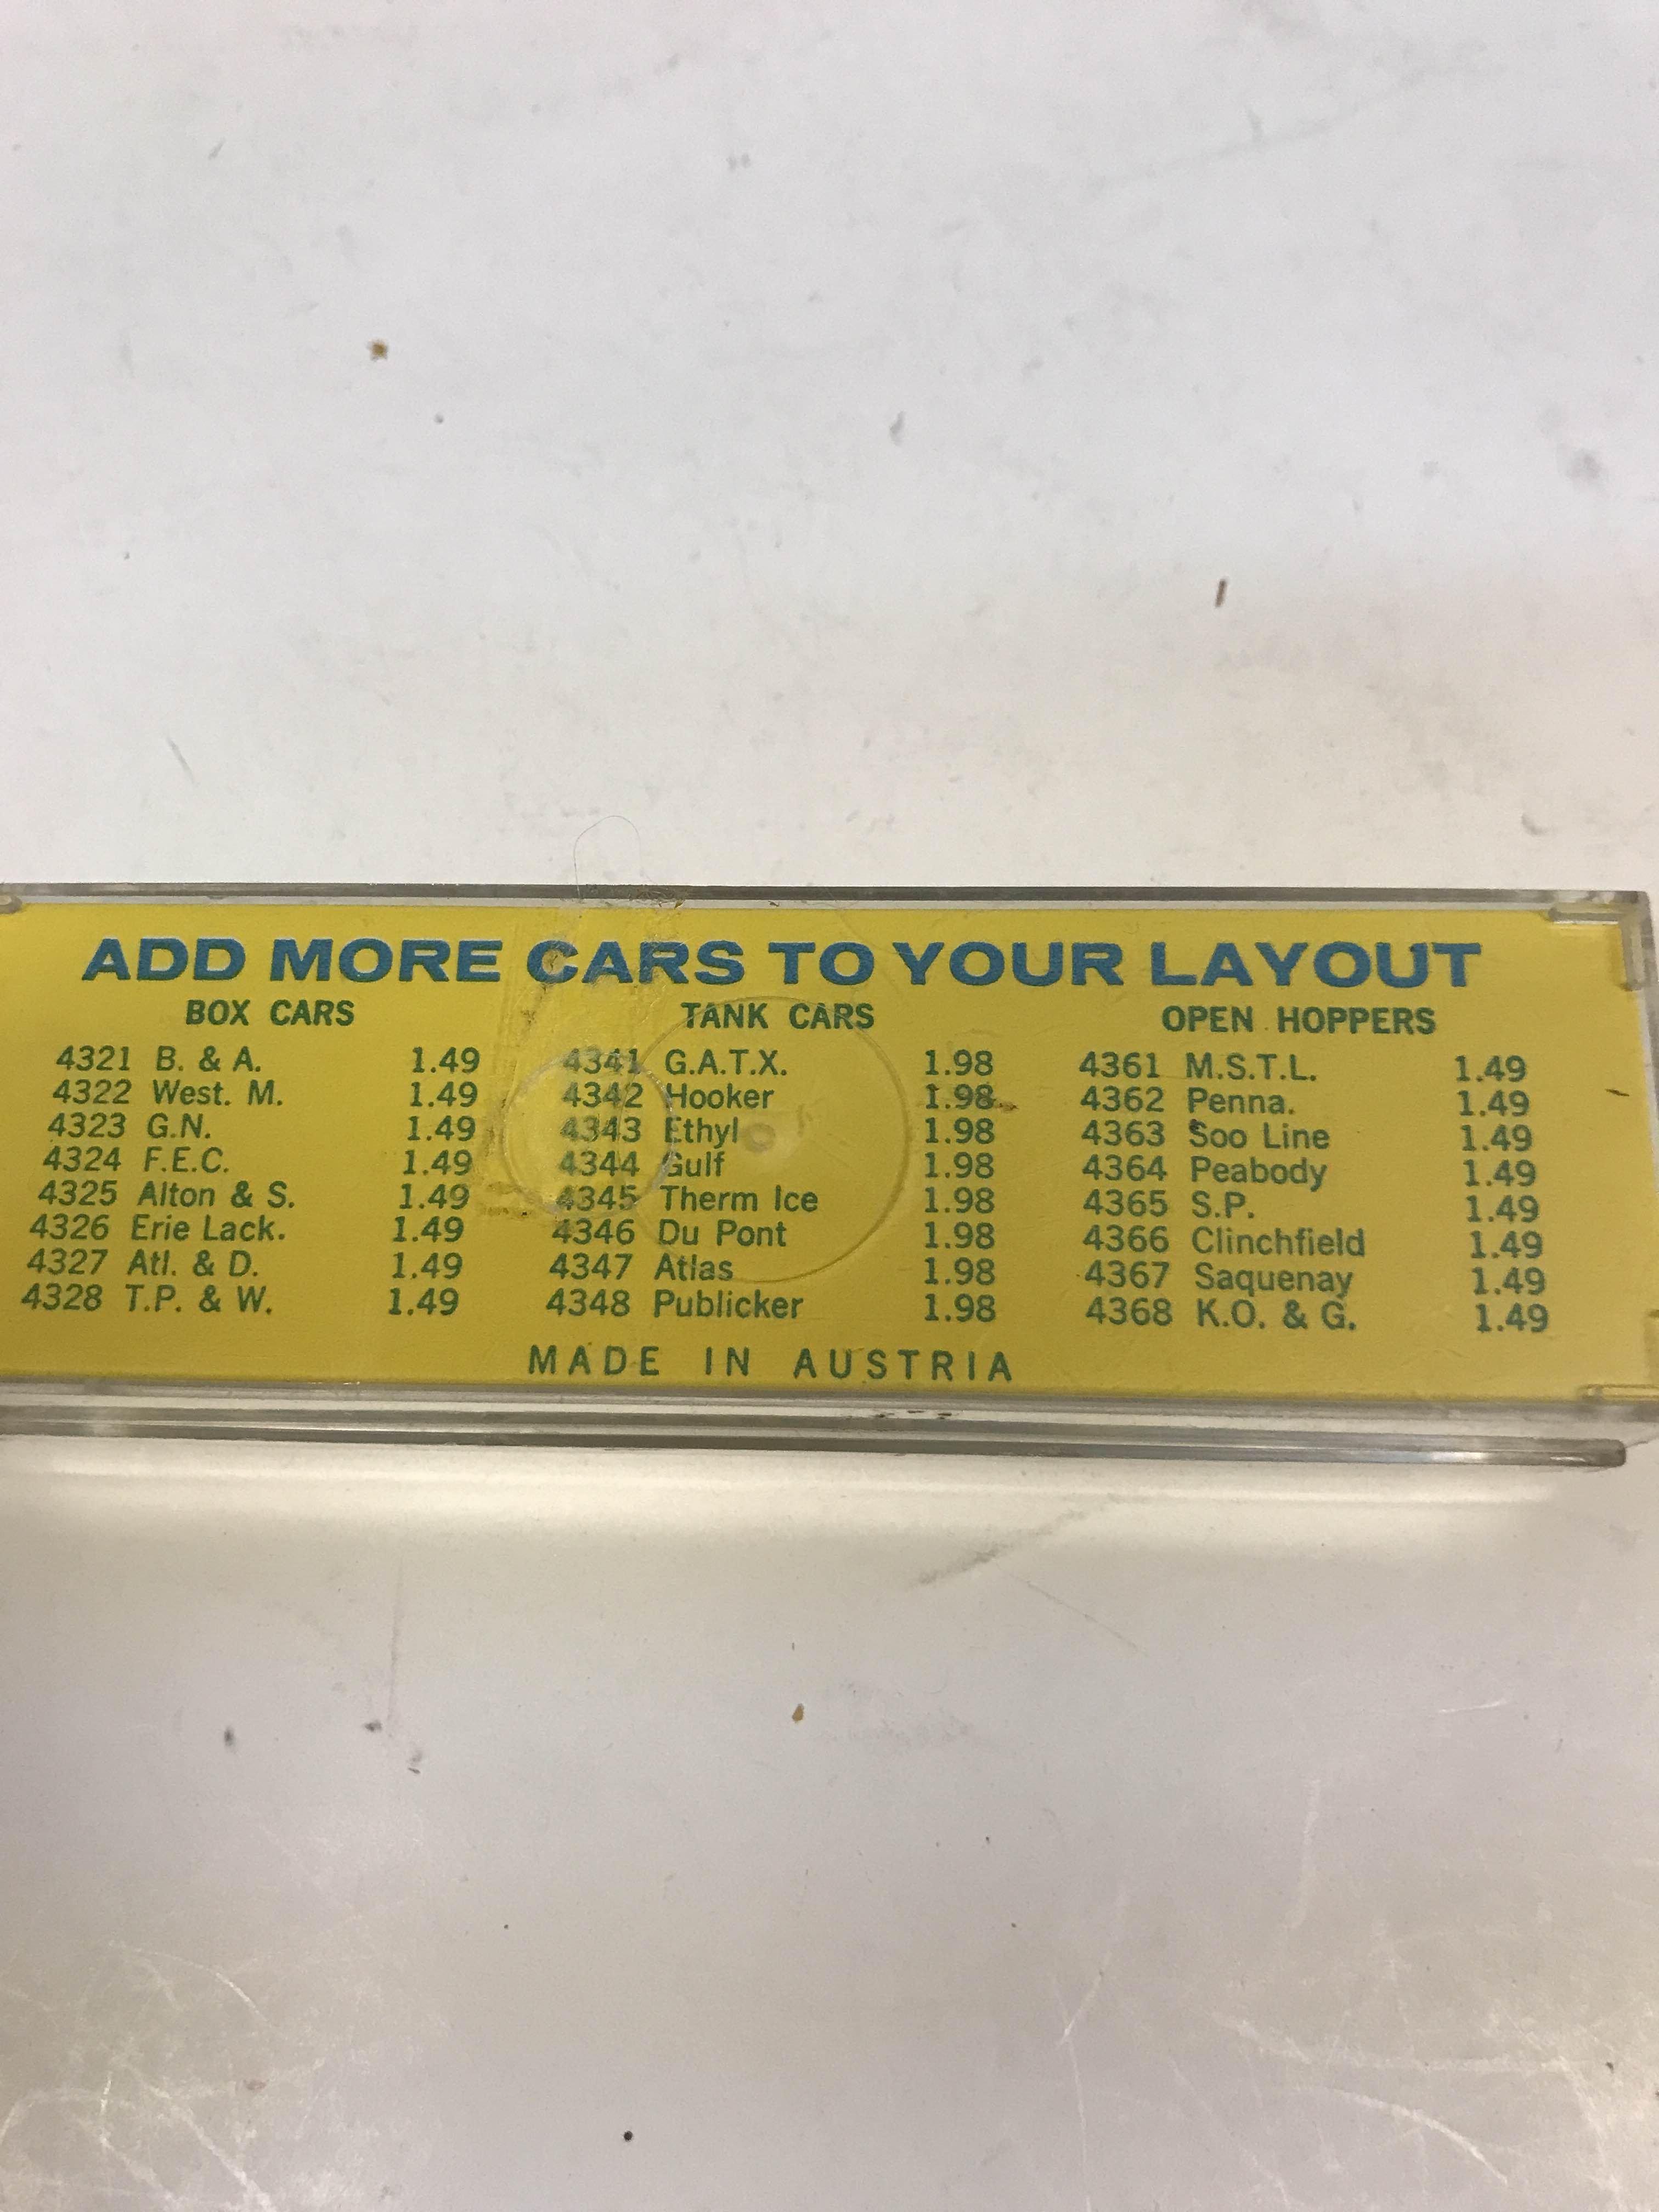 ADD MORE CARS TO YOUR LAYOUT
BOX CARS TANK CARS OPEN HOPPERS
4321 B. & A. 1.49 4341 G.A.T.X. 1.98 4361 M.S.T.L. 1.49
4322 West. M. 1.49 4342 Hooker 1.98 4362 Penna. 1.49
4323 G.N. 1.49 4343 Ethyl 1.98 4363 Soo Line 1.49
4324 F.E.C. 1.49 4344 Gulf 1.98 4364 Peabody 1.49
4325 Alton & S. 1.49 4345 Therm Ice 1.98 4365 S.P. 1.49
4326 Erie Lack. 1.49 4346 Du Pont 1.98 4366 Clinchfield 1.49
4327 Atl. & D. 1.49 4347 Atlas 1.98 4367 Saquenay 1.49
4328 T.P. & W. 1.49 4348 Publicker 1.98 4368 K.O. & G. 1.49
MADE IN AUSTRIA